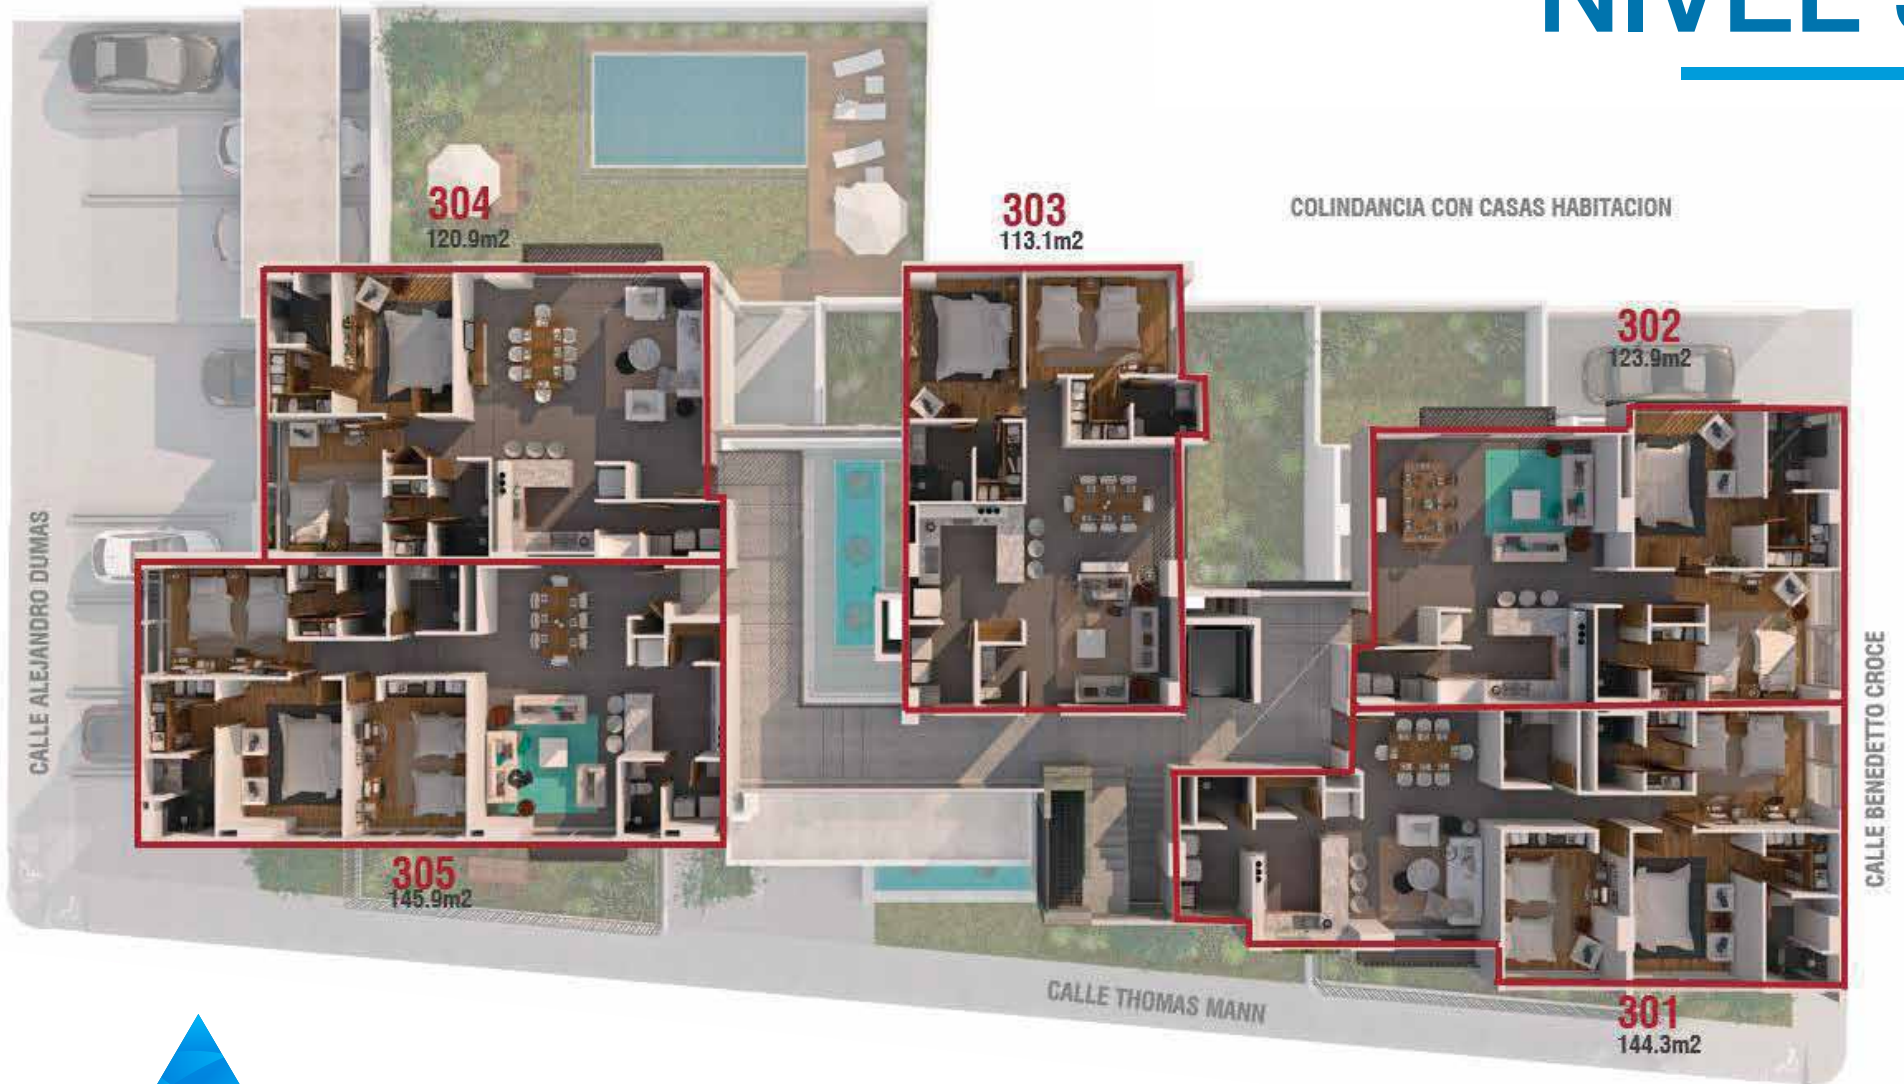 NIVEL
304
120.9m2
303
113.1m2
COLINDANCIA CON CASAS HABITACION
302
123.9m2
CALLE ALEJANDRO DUMAS
CALLE BENEDETTO CROCE
305
145.9m2
CALLE THOMAS MANN
301
144.3m2